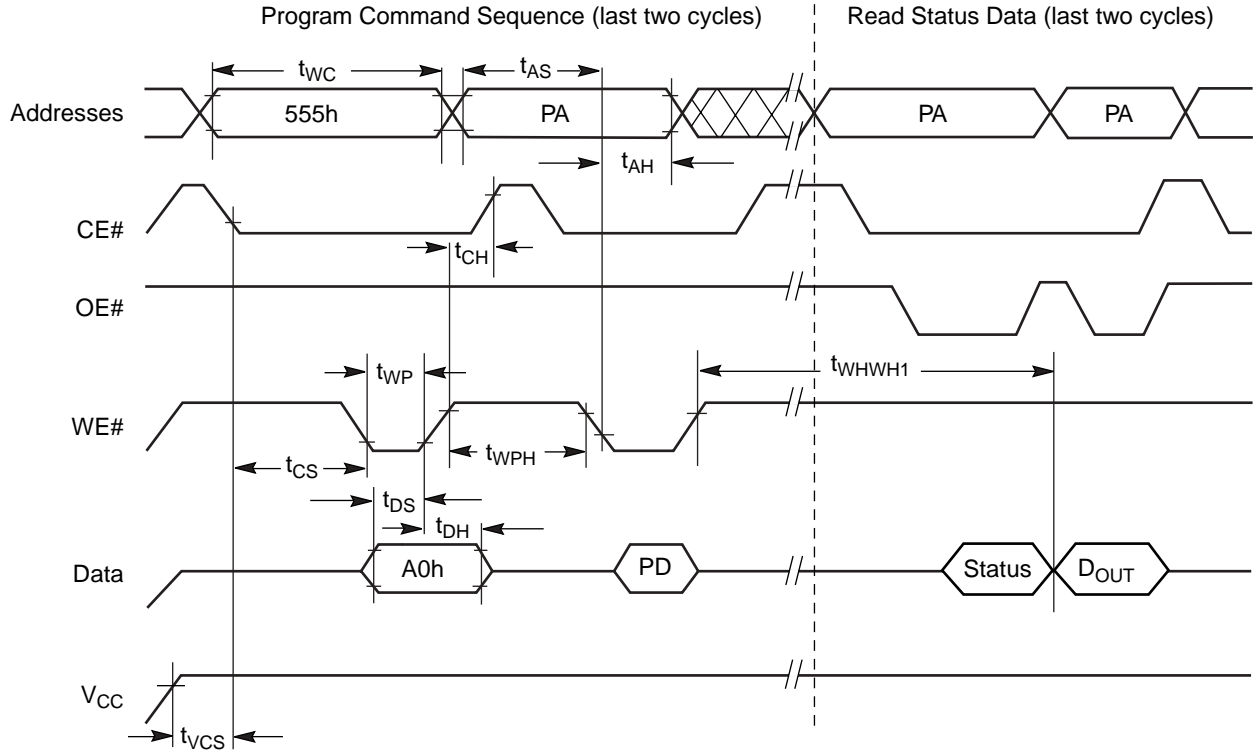 Program Command Sequence (last two cycles) Read Status Data (last two cycles)
tWC tAS
Addresses 555h PA PA PA
tAH
CE#
tCH
OE#
tWHWH1
tWP
WE#
tWPH
tCS
tDS
tDH
Data A0h PD Status DOUT
VCC
tVCS